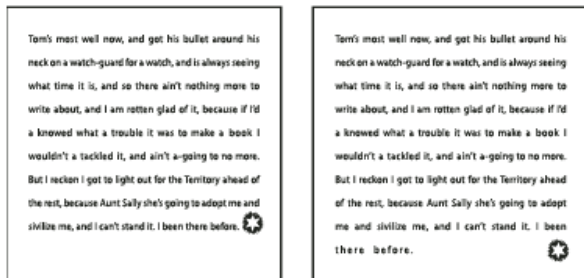 Tom's most well now, and got his bullet around his
neck on a watch-guard for a watch, and is always seeing
what time it is, and so there ain't nothing more to
write about, and I am rotten glad of it, because if I'd
a knowed what a trouble it was to make a book I
wouldn't a tackled it, and ain't a-going to no more.
But I reckon I got to light out for the Territory ahead of
the rest, because Aunt Sally she's going to adopt me and
sivilize me, and I can't stand it. I been there before.
Tom's most well now, and got his bullet around his
neck on a watch-guard for a watch, and is always seeing
what time it is, and so there ain't nothing more to
write about, and I am rotten glad of it, because if I'd
a knowed what a trouble it was to make a book I
wouldn't a tackled it, and ain't a-going to no more.
But I reckon I got to light out for the Territory ahead
of the rest, because Aunt Sally she's going to adopt
me and sivilize me, and I can't stand it. I been
there before.